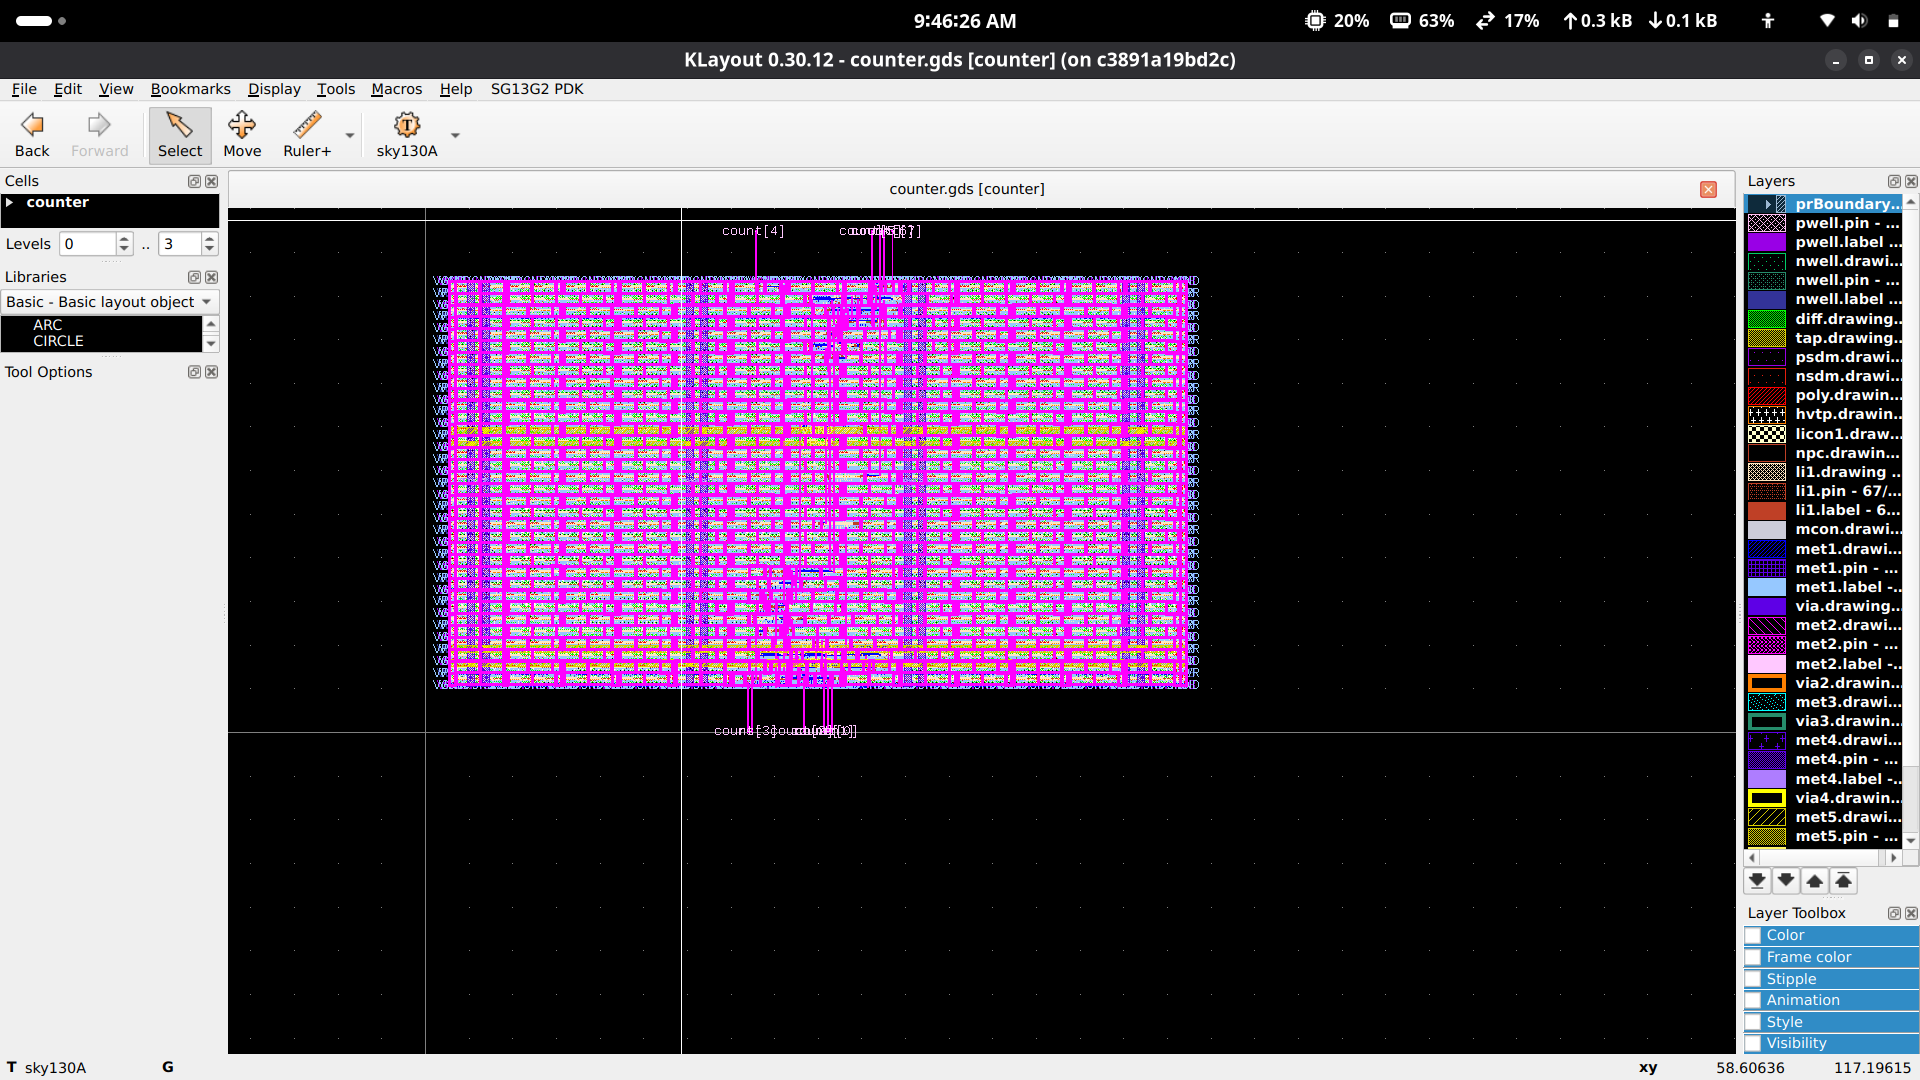 9:46:26 AM
20%
63%
17%
0.3 kB
0.1 kB
KLayout 0.30.12 - counter.gds [counter] (on c3891a19bd2c)
File Edit View Bookmarks Display Tools Macros Help SG13G2 PDK
Back Forward Select Move Ruler+ sky130A
Cells
counter
Levels 0 .. 3
Libraries
Basic - Basic layout object
ARC
CIRCLE
Tool Options
counter.gds [counter]
count[4]
count[3]
Layers
prBoundary...
pwell.pin - ...
pwell.label ...
nwell.drawi...
nwell.pin - ...
nwell.label ...
diff.drawing...
tap.drawing...
psdm.drawi...
nsdm.drawi...
poly.drawin...
hvtp.drawin...
licon1.draw...
npc.drawin...
li1.drawing ...
li1.pin - 67/...
li1.label - 6...
mcon.drawi...
met1.drawi...
met1.pin - ...
met1.label -...
via.drawing...
met2.drawi...
met2.pin - ...
met2.label -...
via2.drawin...
met3.drawi...
via3.drawin...
met4.drawi...
met4.pin - ...
met4.label -...
via4.drawin...
met5.drawi...
met5.pin - ...
Layer Toolbox
Color
Frame color
Stipple
Animation
Style
Visibility
T sky130A G xy 58.60636 117.19615